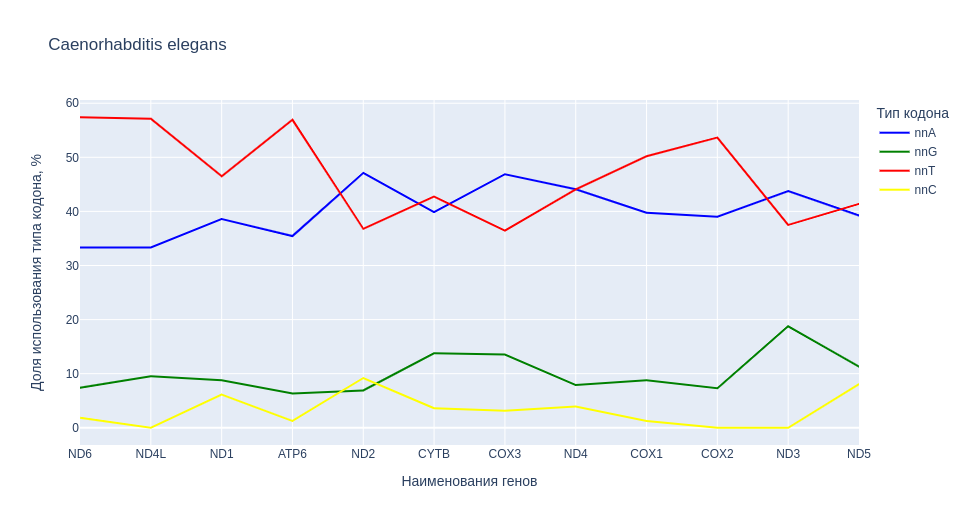 Caenorhabditis elegans
Тип кодона
nnA
nnG
nnT
nnC
Доля использования типа кодона, %
60
50
40
30
20
10
0
ND6 ND4L ND1 ATP6 ND2 CYTB COX3 ND4 COX1 COX2 ND3 ND5
Наименования генов